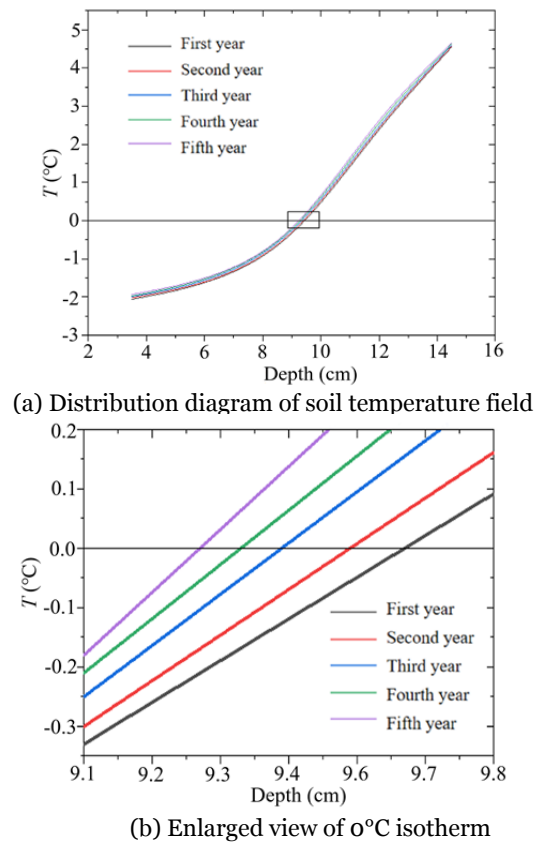 5
4
3
2
1
0
-1
-2
-3
T (°C)
First year
Second year
Third year
Fourth year
Fifth year
2 4 6 8 10 12 14 16
Depth (cm)
(a) Distribution diagram of soil temperature field
0.2
0.1
0.0
-0.1
-0.2
-0.3
T (°C)
First year
Second year
Third year
Fourth year
Fifth year
9.1 9.2 9.3 9.4 9.6 9.7 9.8
Depth (cm)
(b) Enlarged view of 0°C isotherm